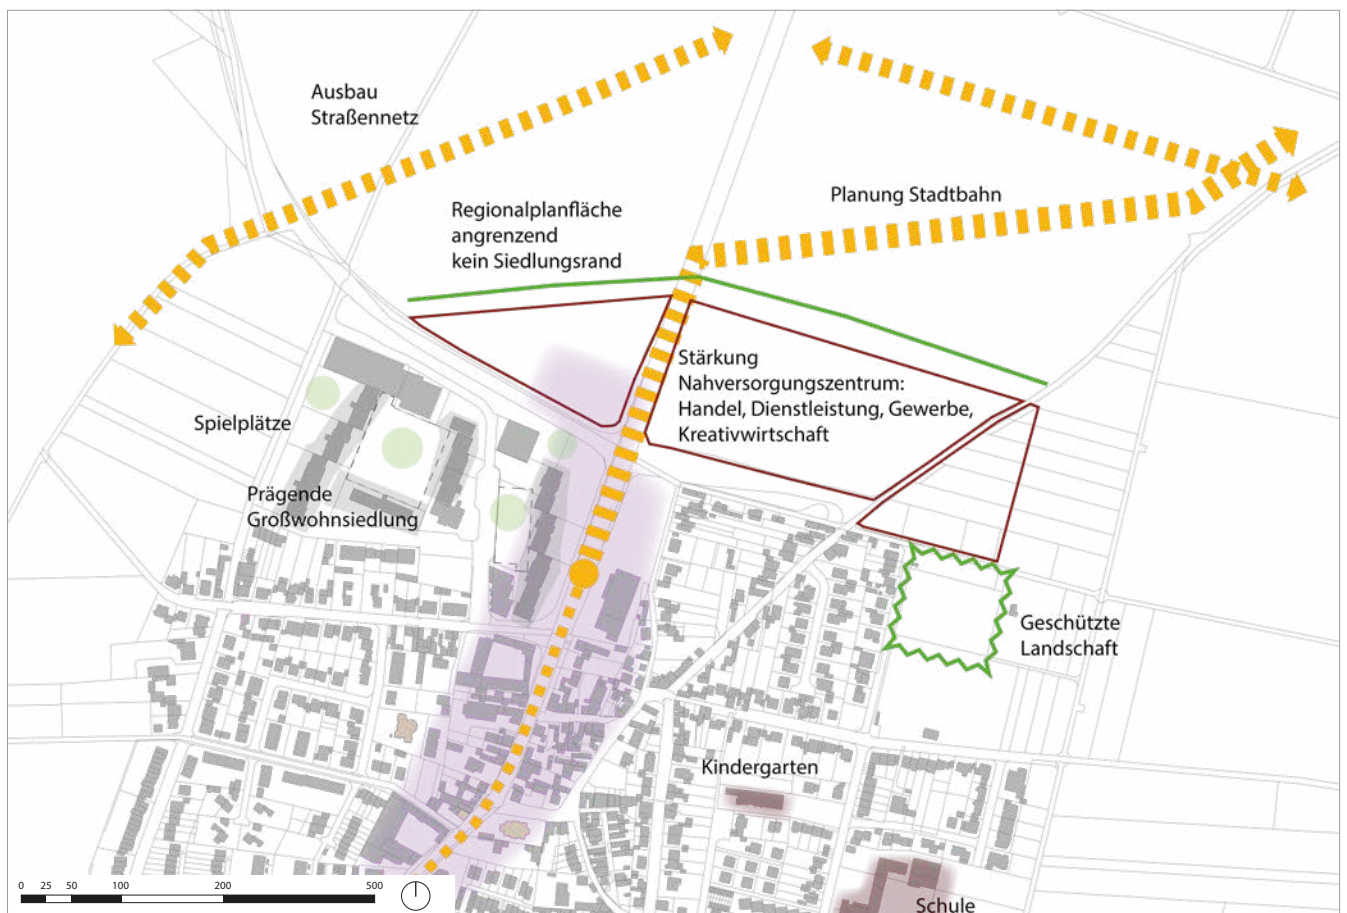 Ausbau
Straßennetz
Planung Stadtbahn
Regionalplanfläche
angrenzend
kein Siedlungsrand
Stärkung
Nahversorgungszentrum:
Handel, Dienstleistung, Gewerbe,
Kreativwirtschaft
Spielplätze
Prägende
Großwohnsiedlung
Geschützte
Landschaft
Kindergarten
Schule
0 25 50 100 200 500